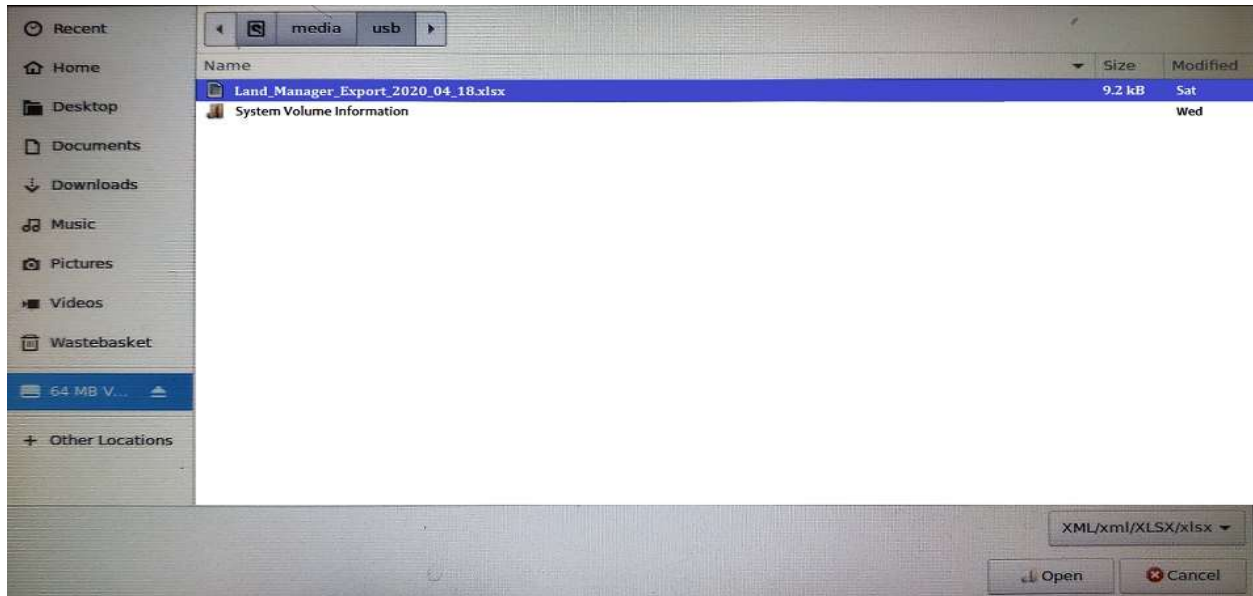 Recent
media usb
Home
Name Size Modified
Land_Manager_Export_2020_04_18.xlsx 9.2 kB Sat
Desktop
System Volume Information Wed
Documents
Downloads
Music
Pictures
Videos
Wastebasket
64 MB V...
+ Other Locations
XML/xml/XLSX/xlsx
Open Cancel